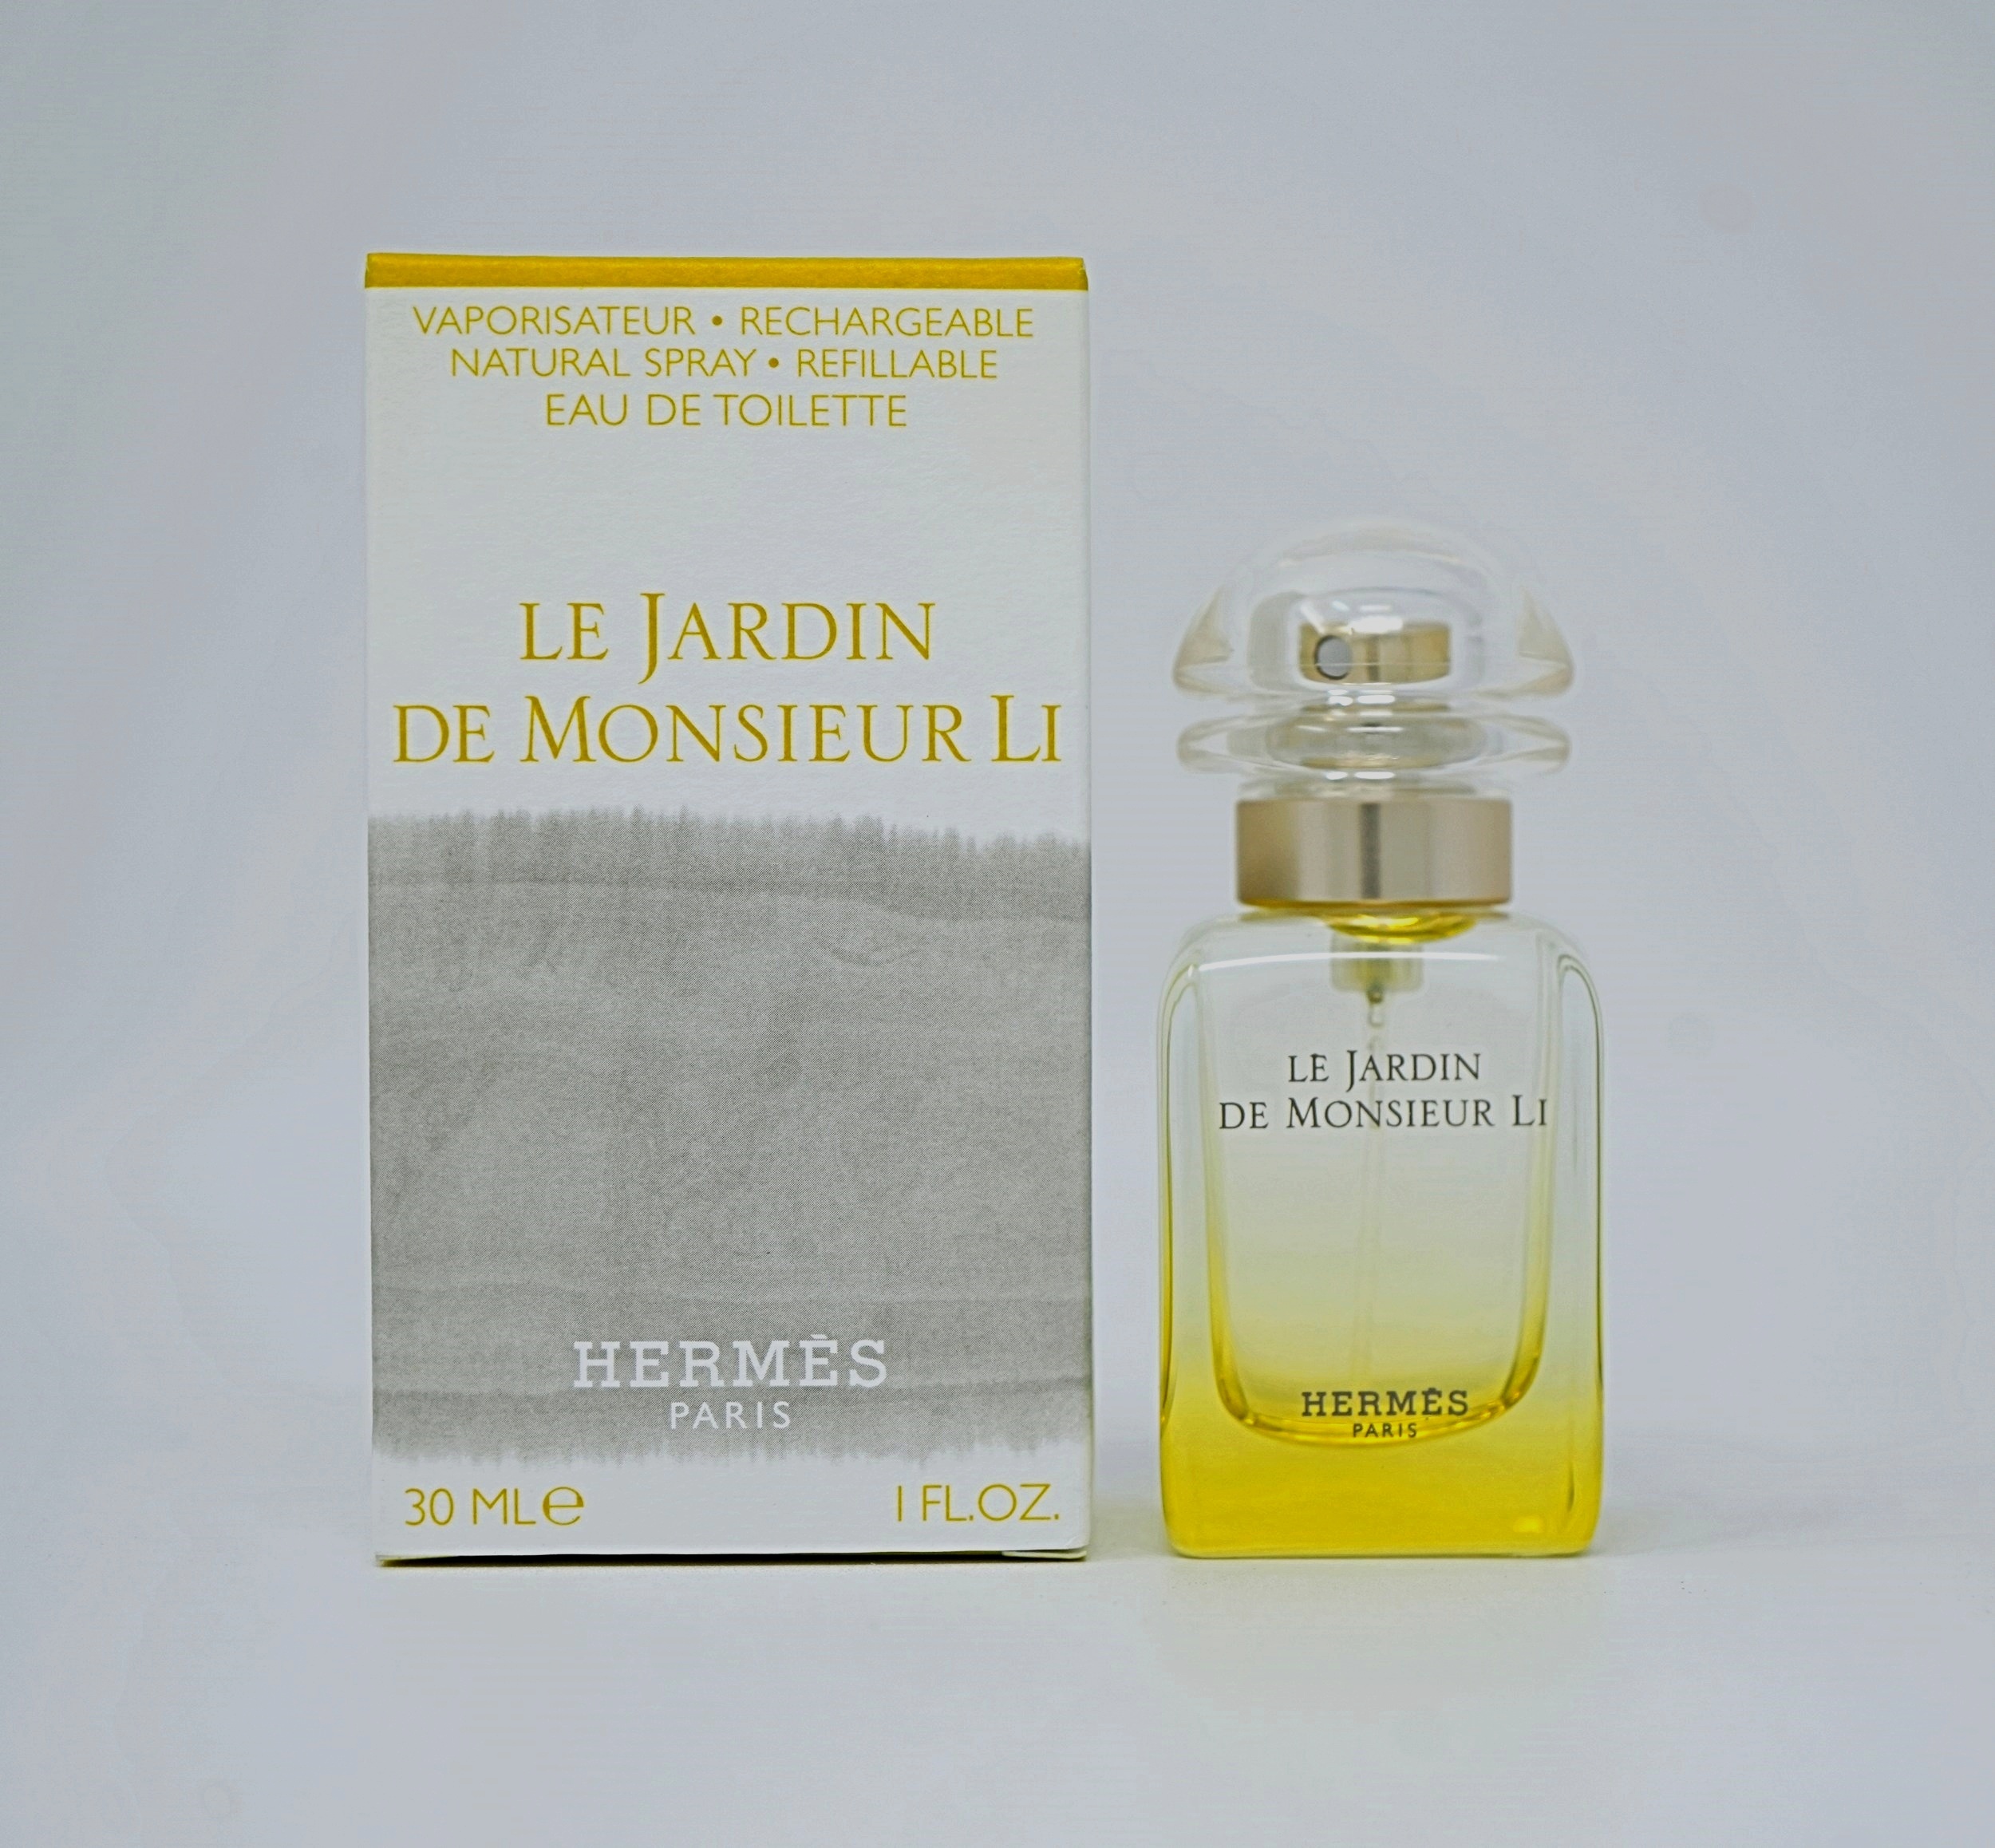 VAPORISATEUR • RECHARGEABLE
NATURAL SPRAY • REFILLABLE
EAU DE TOILETTE
LE JARDIN
DE MONSIEUR LI
HERMÈS
PARIS
30 ML℮
1 FL.OZ.
LE JARDIN
DE MONSIEUR LI
HERMÈS
PARIS